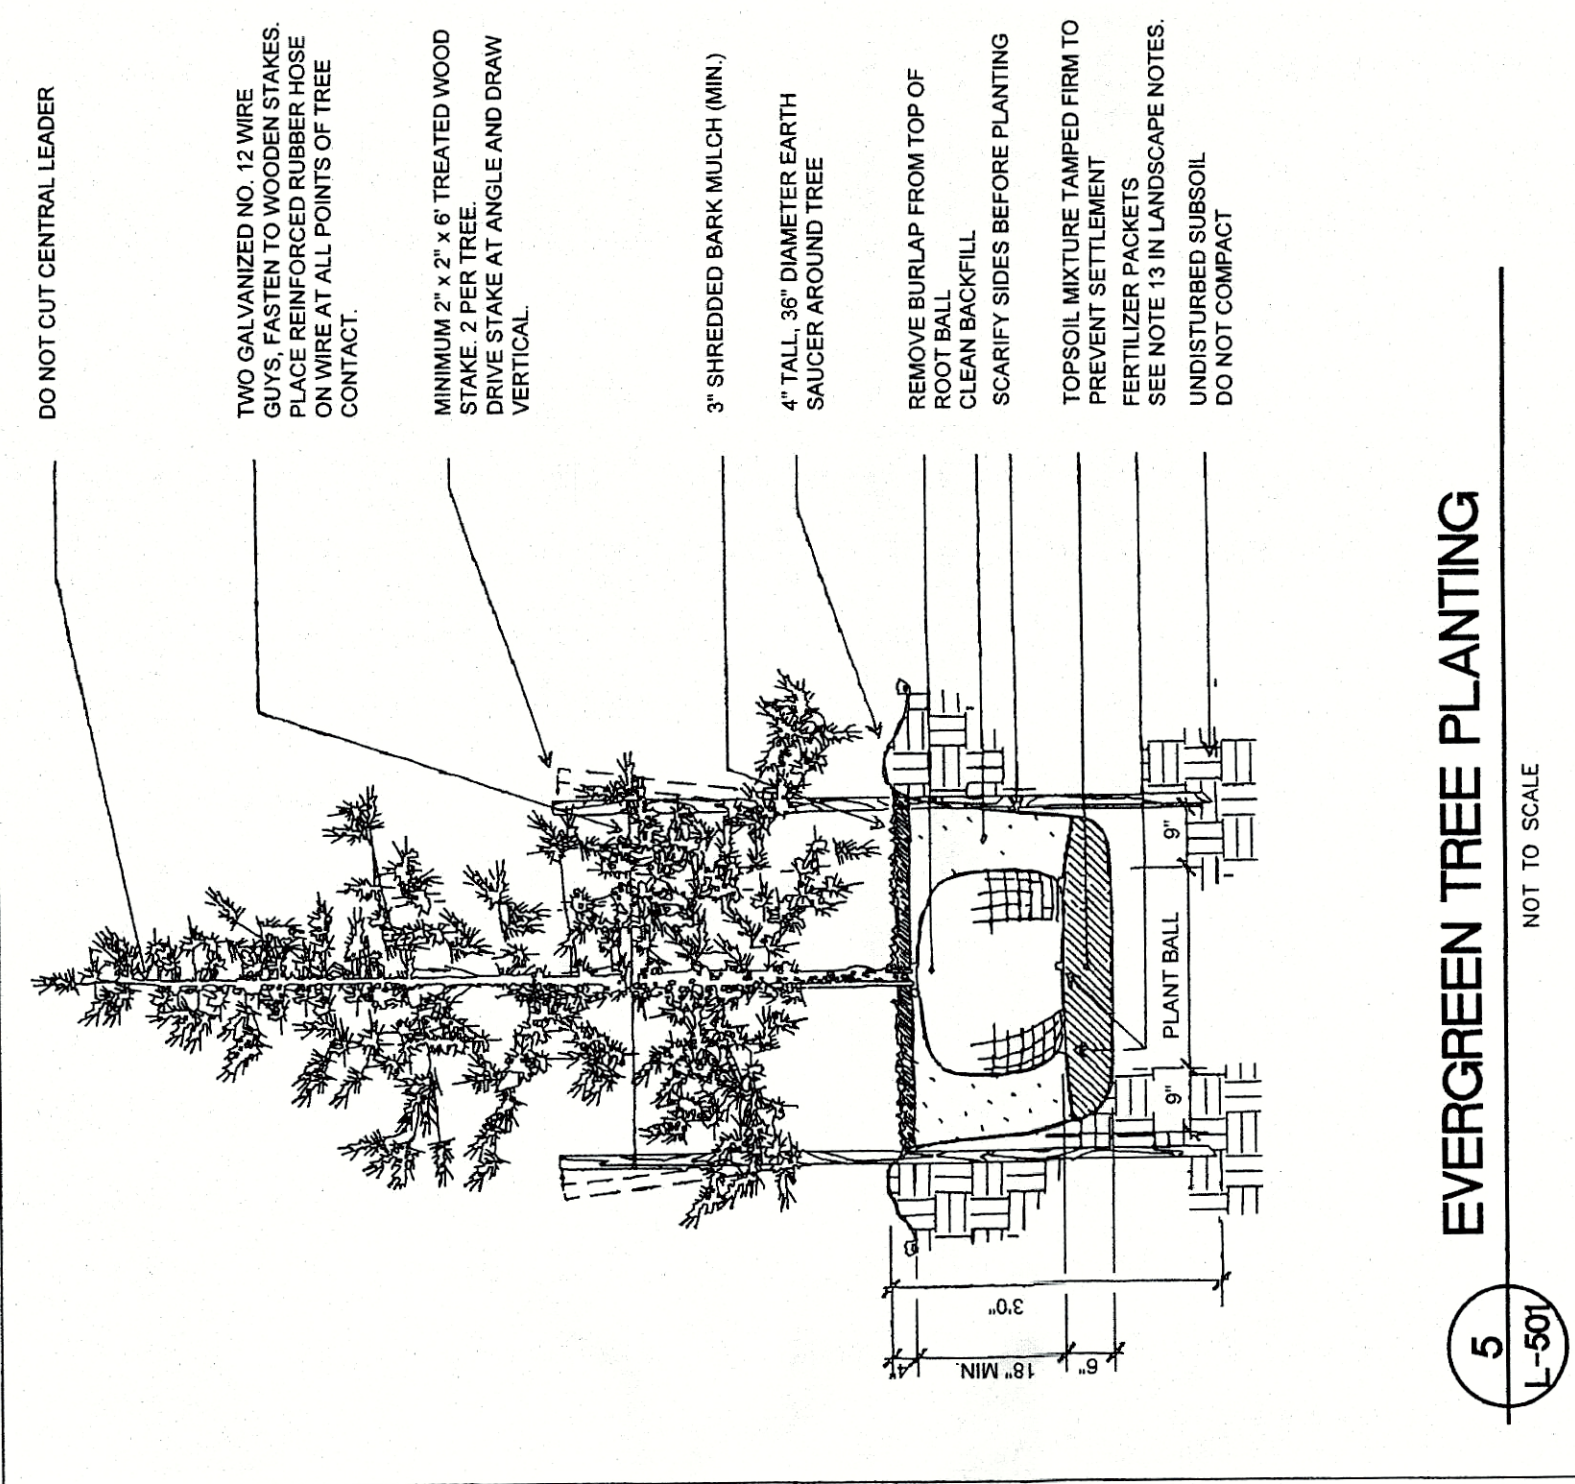 DO NOT CUT CENTRAL LEADER
TWO GALVANIZED NO. 12 WIRE
GUYS, FASTEN TO WOODEN STAKES.
PLACE REINFORCED RUBBER HOSE
ON WIRE AT ALL POINTS OF TREE
CONTACT.
MINIMUM 2" x 2" x 6' TREATED WOOD
STAKE. 2 PER TREE.
DRIVE STAKE AT ANGLE AND DRAW
VERTICAL.
3" SHREDDED BARK MULCH (MIN.)
4" TALL, 36" DIAMETER EARTH
SAUCER AROUND TREE
REMOVE BURLAP FROM TOP OF
ROOT BALL
CLEAN BACKFILL
SCARIFY SIDES BEFORE PLANTING
TOPSOIL MIXTURE TAMPED FIRM TO
PREVENT SETTLEMENT
FERTILIZER PACKETS
SEE NOTE 13 IN LANDSCAPE NOTES.
UNDISTURBED SUBSOIL
DO NOT COMPACT
4"
18" MIN.
6"
3'0"
9"
PLANT BALL
9"
5
L-501
EVERGREEN TREE PLANTING
NOT TO SCALE